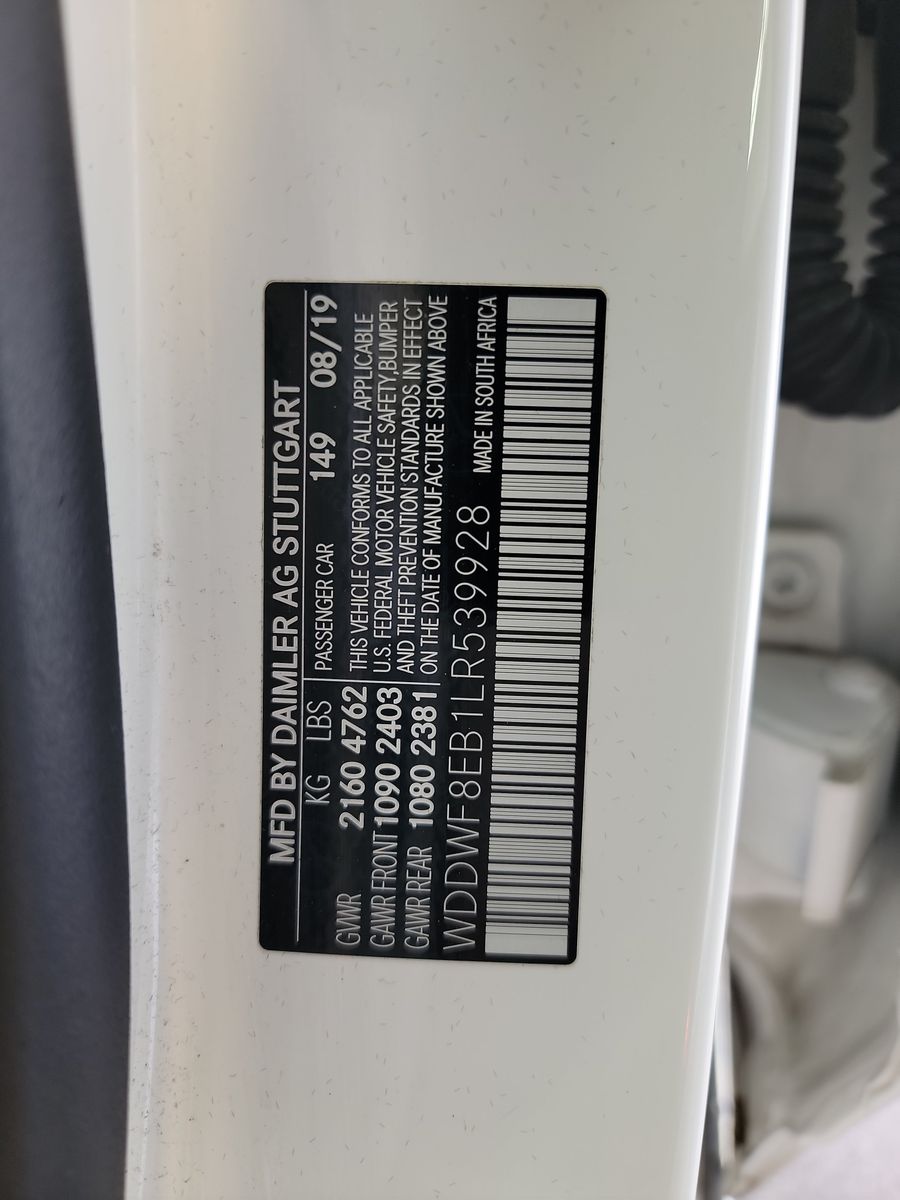 MFD BY DAIMLER AG STUTTGART
KG LBS PASSENGER CAR 149 08/19
GVWR 2160 4762 THIS VEHICLE CONFORMS TO ALL APPLICABLE
GAWR FRONT 1090 2403 U.S. FEDERAL MOTOR VEHICLE SAFETY,BUMPER
GAWR REAR 1080 2381 AND THEFT PREVENTION STANDARDS IN EFFECT
ON THE DATE OF MANUFACTURE SHOWN ABOVE
WDDWF8EB1LR539928 MADE IN SOUTH AFRICA